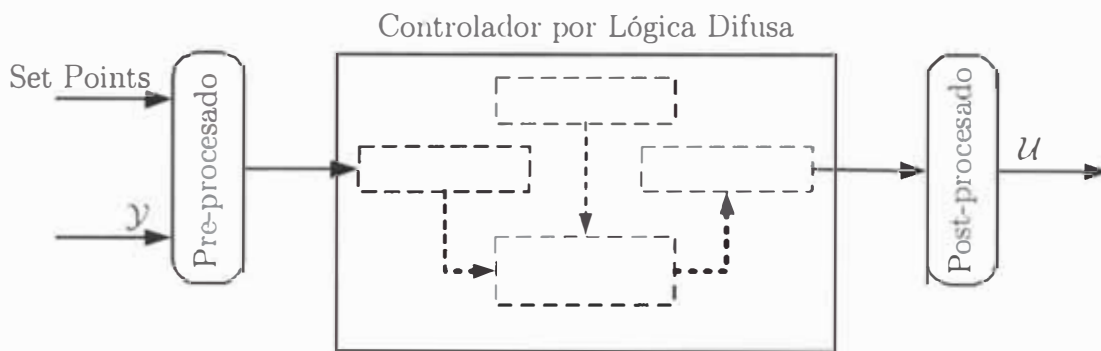 Controlador por Lógica Difusa
Set Points
Pre-procesado
y
Post-procesado
u